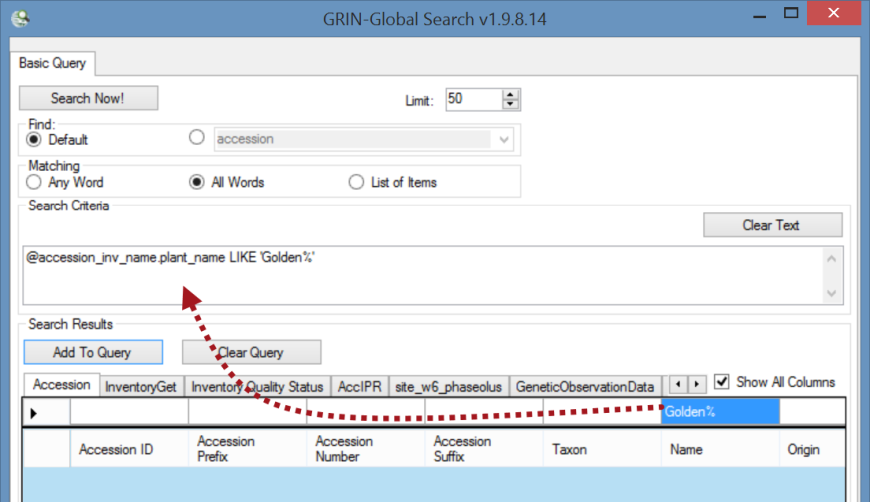 GRIN-Global Search v1.9.8.14
Basic Query
Search Now!
Limit: 50
Find:
Default
accession
Matching
Any Word
All Words
List of Items
Search Criteria
Clear Text
@accession_inv_name.plant_name LIKE 'Golden%'
Search Results
Add To Query
Clear Query
Accession
InventoryGet
Inventory Quality Status
AccIPR
site_w6_phaseolus
GeneticObservationData
Show All Columns
Golden%
Accession ID
Accession
Prefix
Accession
Number
Accession
Suffix
Taxon
Name
Origin